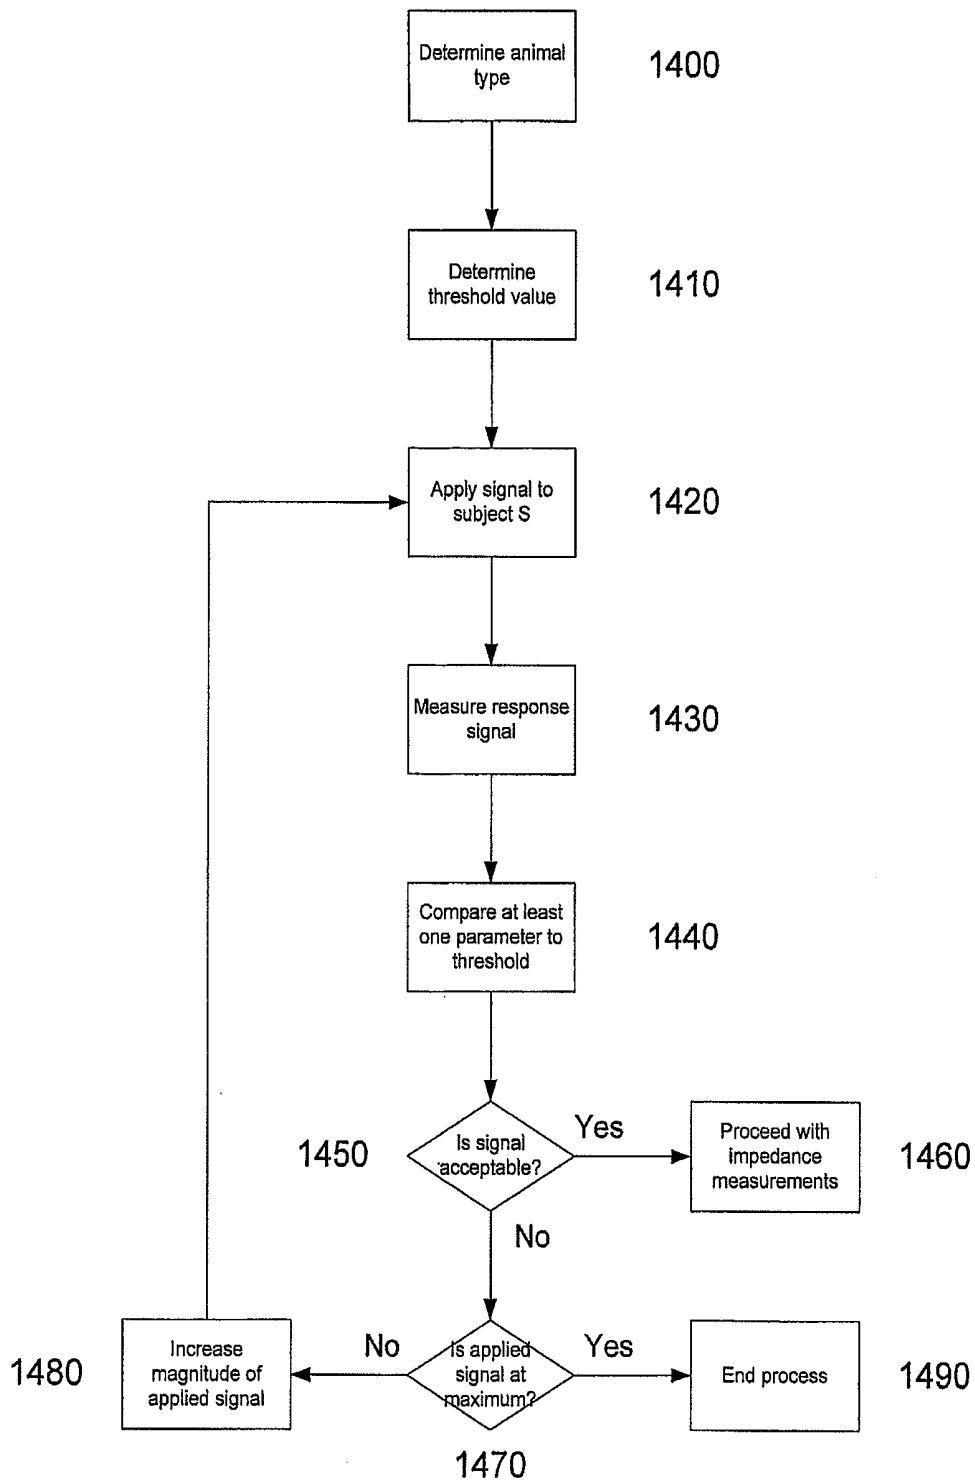 Determine animal
type
1400
Determine
threshold value
1410
Apply signal to
subject S
1420
Measure response
signal
1430
Compare at least
one parameter to
threshold
1440
1450
Is signal
acceptable?
Yes
Proceed with
impedance
measurements
1460
No
1480
Increase
magnitude of
applied signal
No
Is applied
signal at
maximum?
Yes
End process
1490
1470